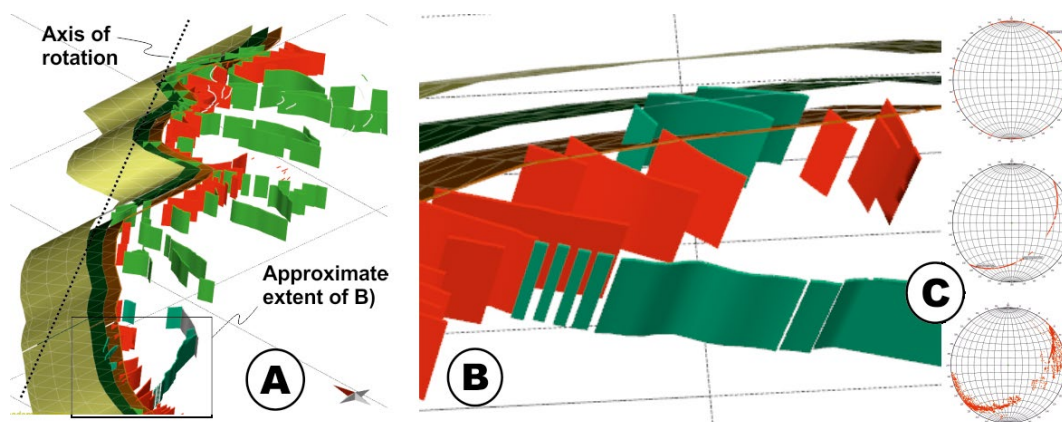 Axis of
rotation
Approximate
extent of B)
A
B
C